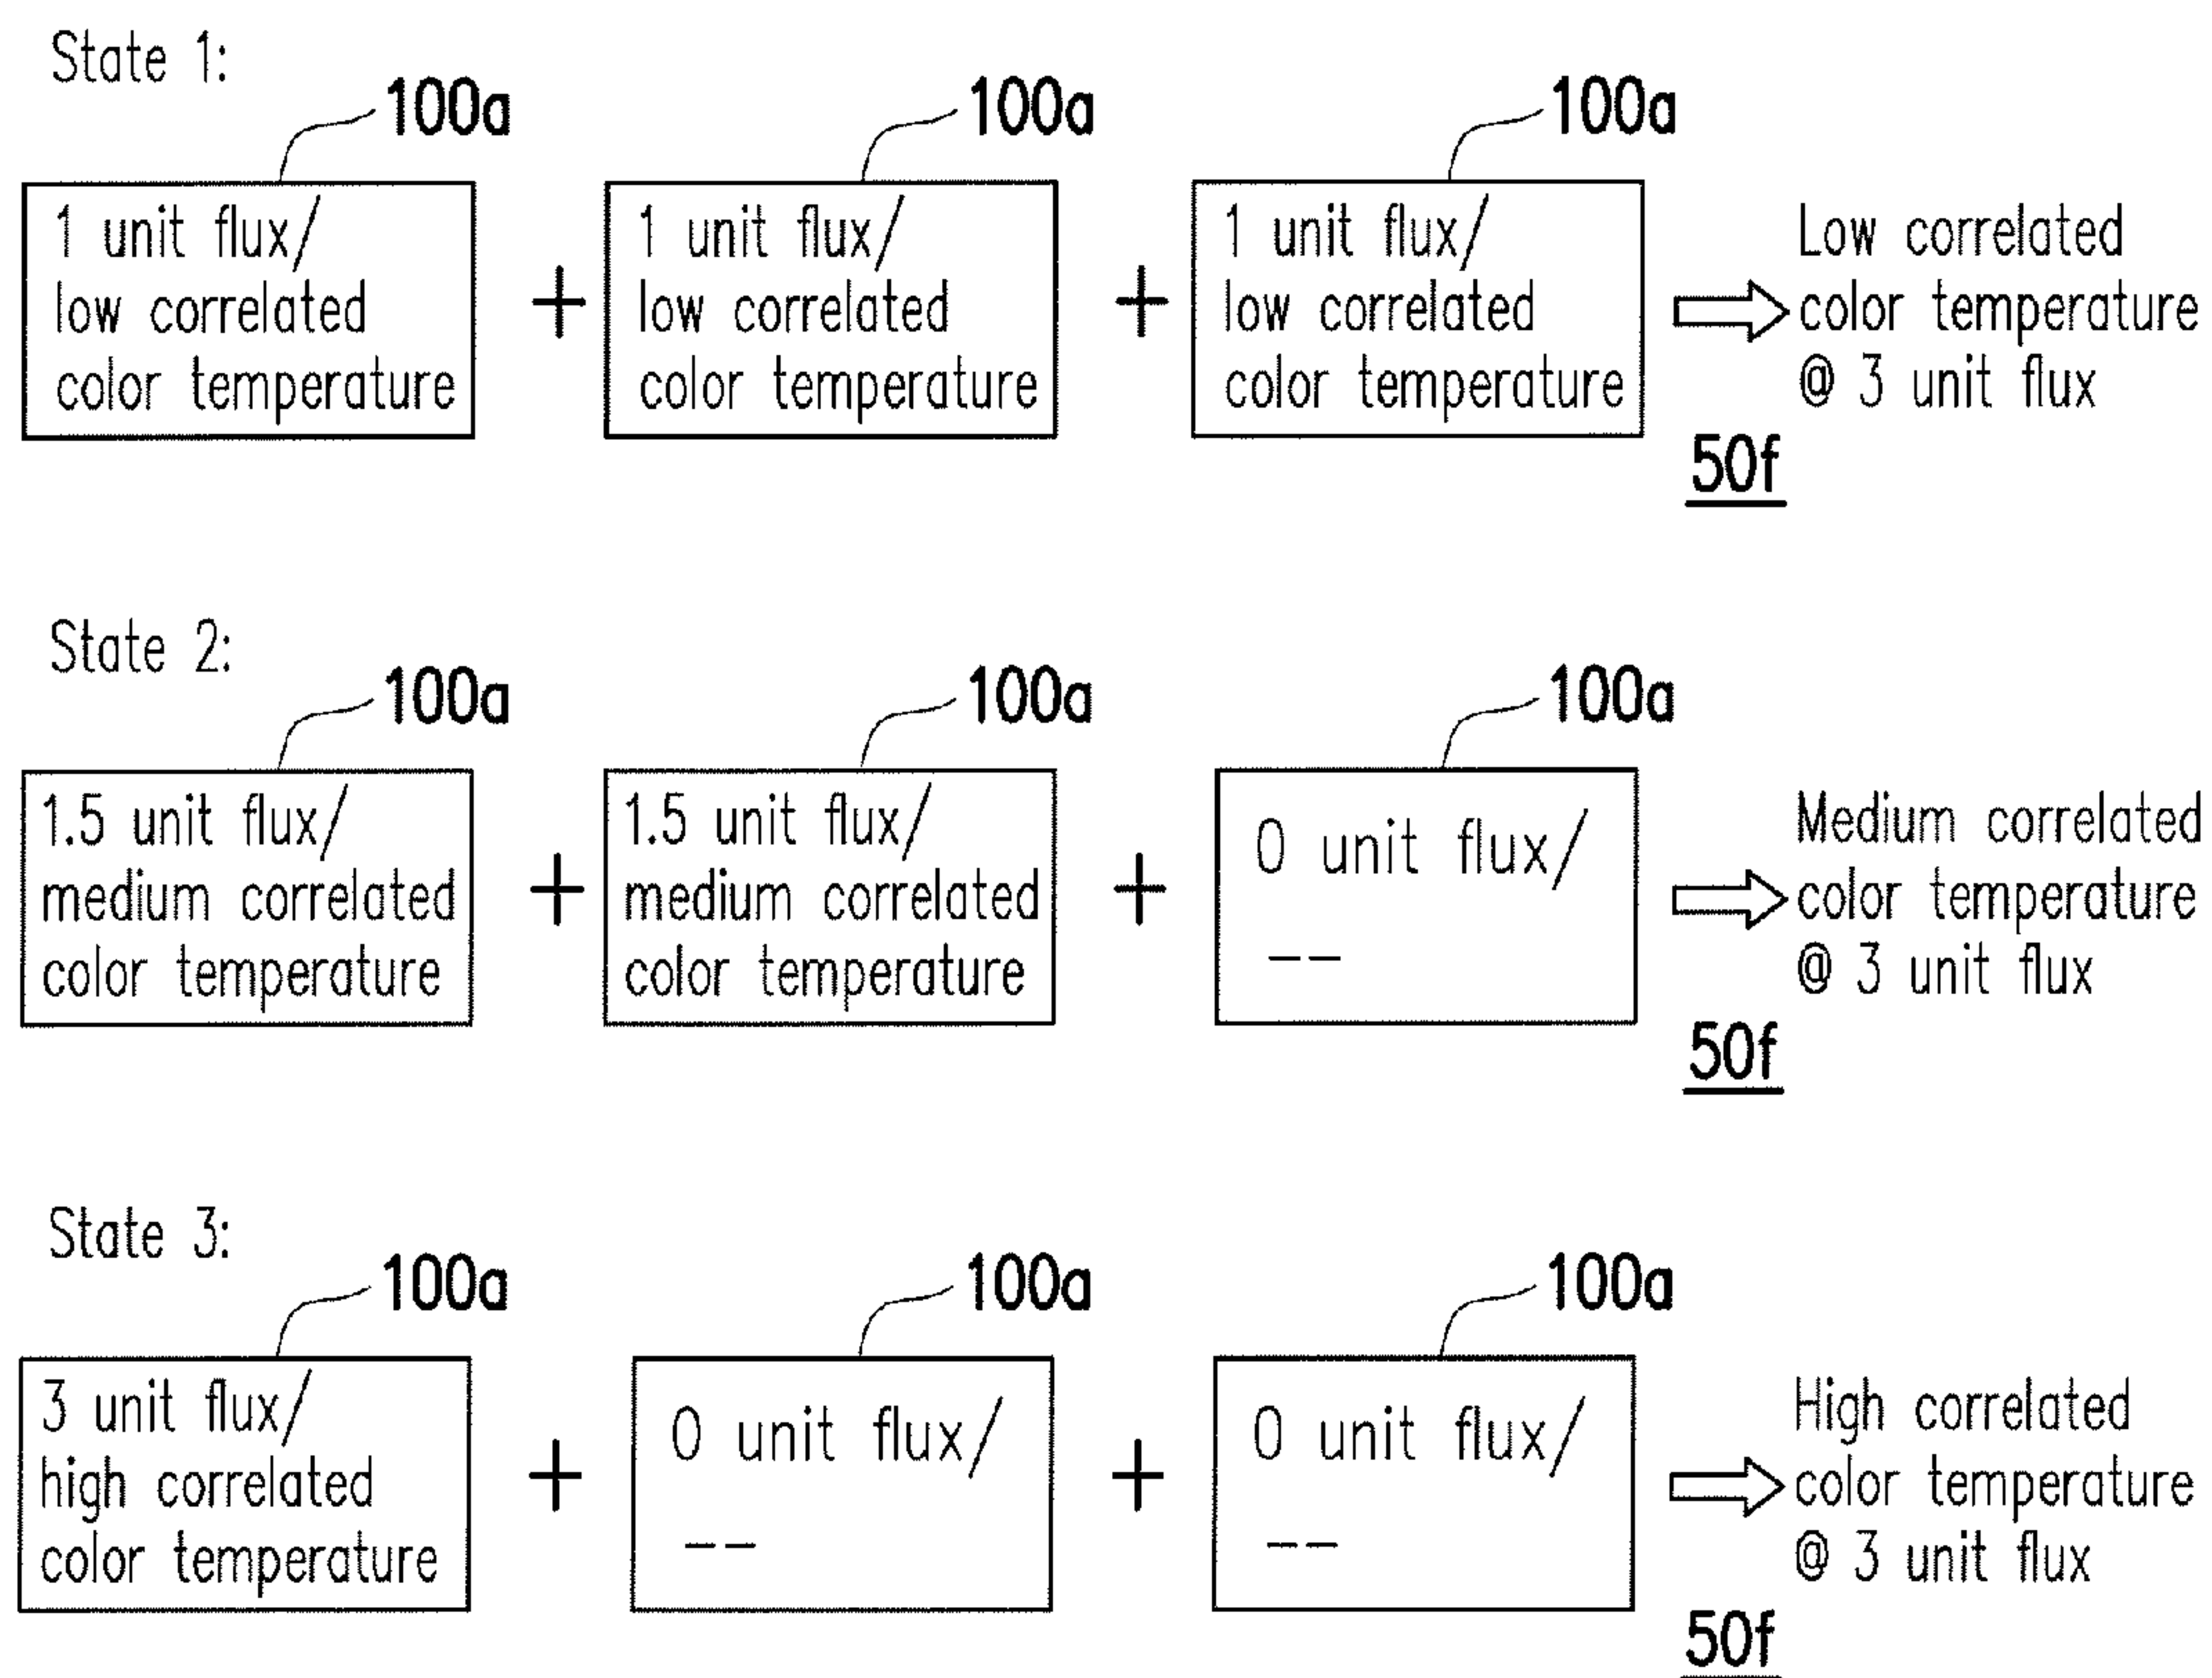 State 1:
100a 100a 100a
1 unit flux/ 1 unit flux/ 1 unit flux/ Low correlated
low correlated + low correlated + low correlated color temperature
color temperature color temperature color temperature @ 3 unit flux
50f
State 2:
100a 100a 100a
1.5 unit flux/ 1.5 unit flux/ 0 unit flux/ Medium correlated
medium correlated + medium correlated + color temperature
color temperature color temperature -- @ 3 unit flux
50f
State 3:
100a 100a 100a
3 unit flux/ 0 unit flux/ 0 unit flux/ High correlated
high correlated + + color temperature
color temperature -- -- @ 3 unit flux
50f